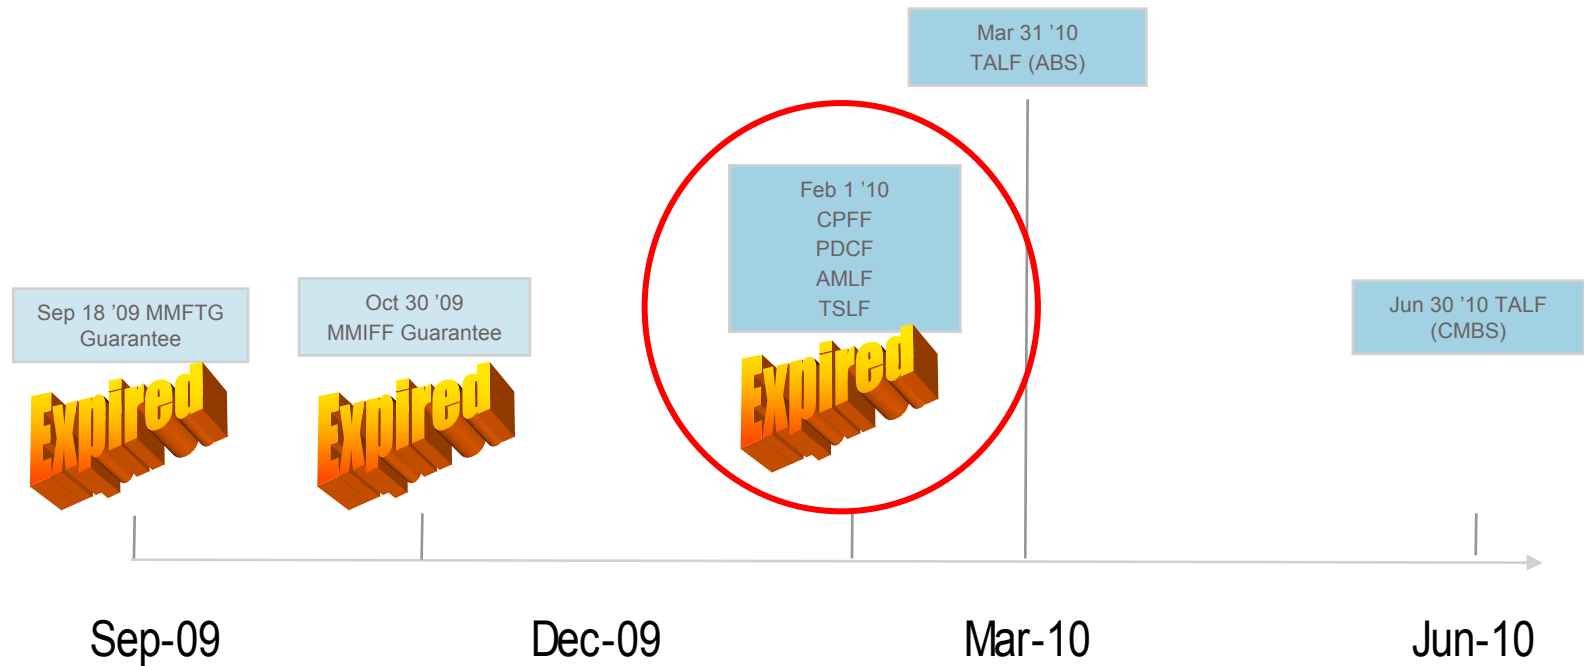 Mar 31 ’10
TALF (ABS)
Feb 1 ’10
CPFF
PDCF
AMLF
TSLF
Sep 18 ’09 MMFTG
Guarantee
Oct 30 ’09
MMIFF Guarantee
Jun 30 ’10 TALF
(CMBS)
Expired
Expired
Expired
Sep-09
Dec-09
Mar-10
Jun-10